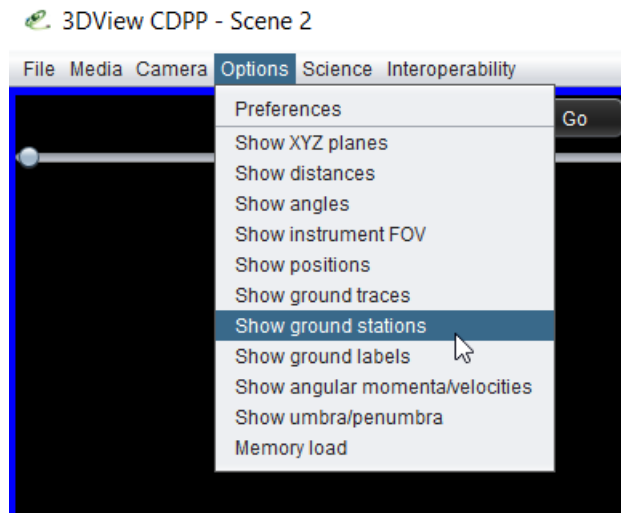 3DView CDPP - Scene 2
File Media Camera Options Science Interoperability
Preferences
Go
Show XYZ planes
Show distances
Show angles
Show instrument FOV
Show positions
Show ground traces
Show ground stations
Show ground labels
Show angular momenta/velocities
Show umbra/penumbra
Memory load